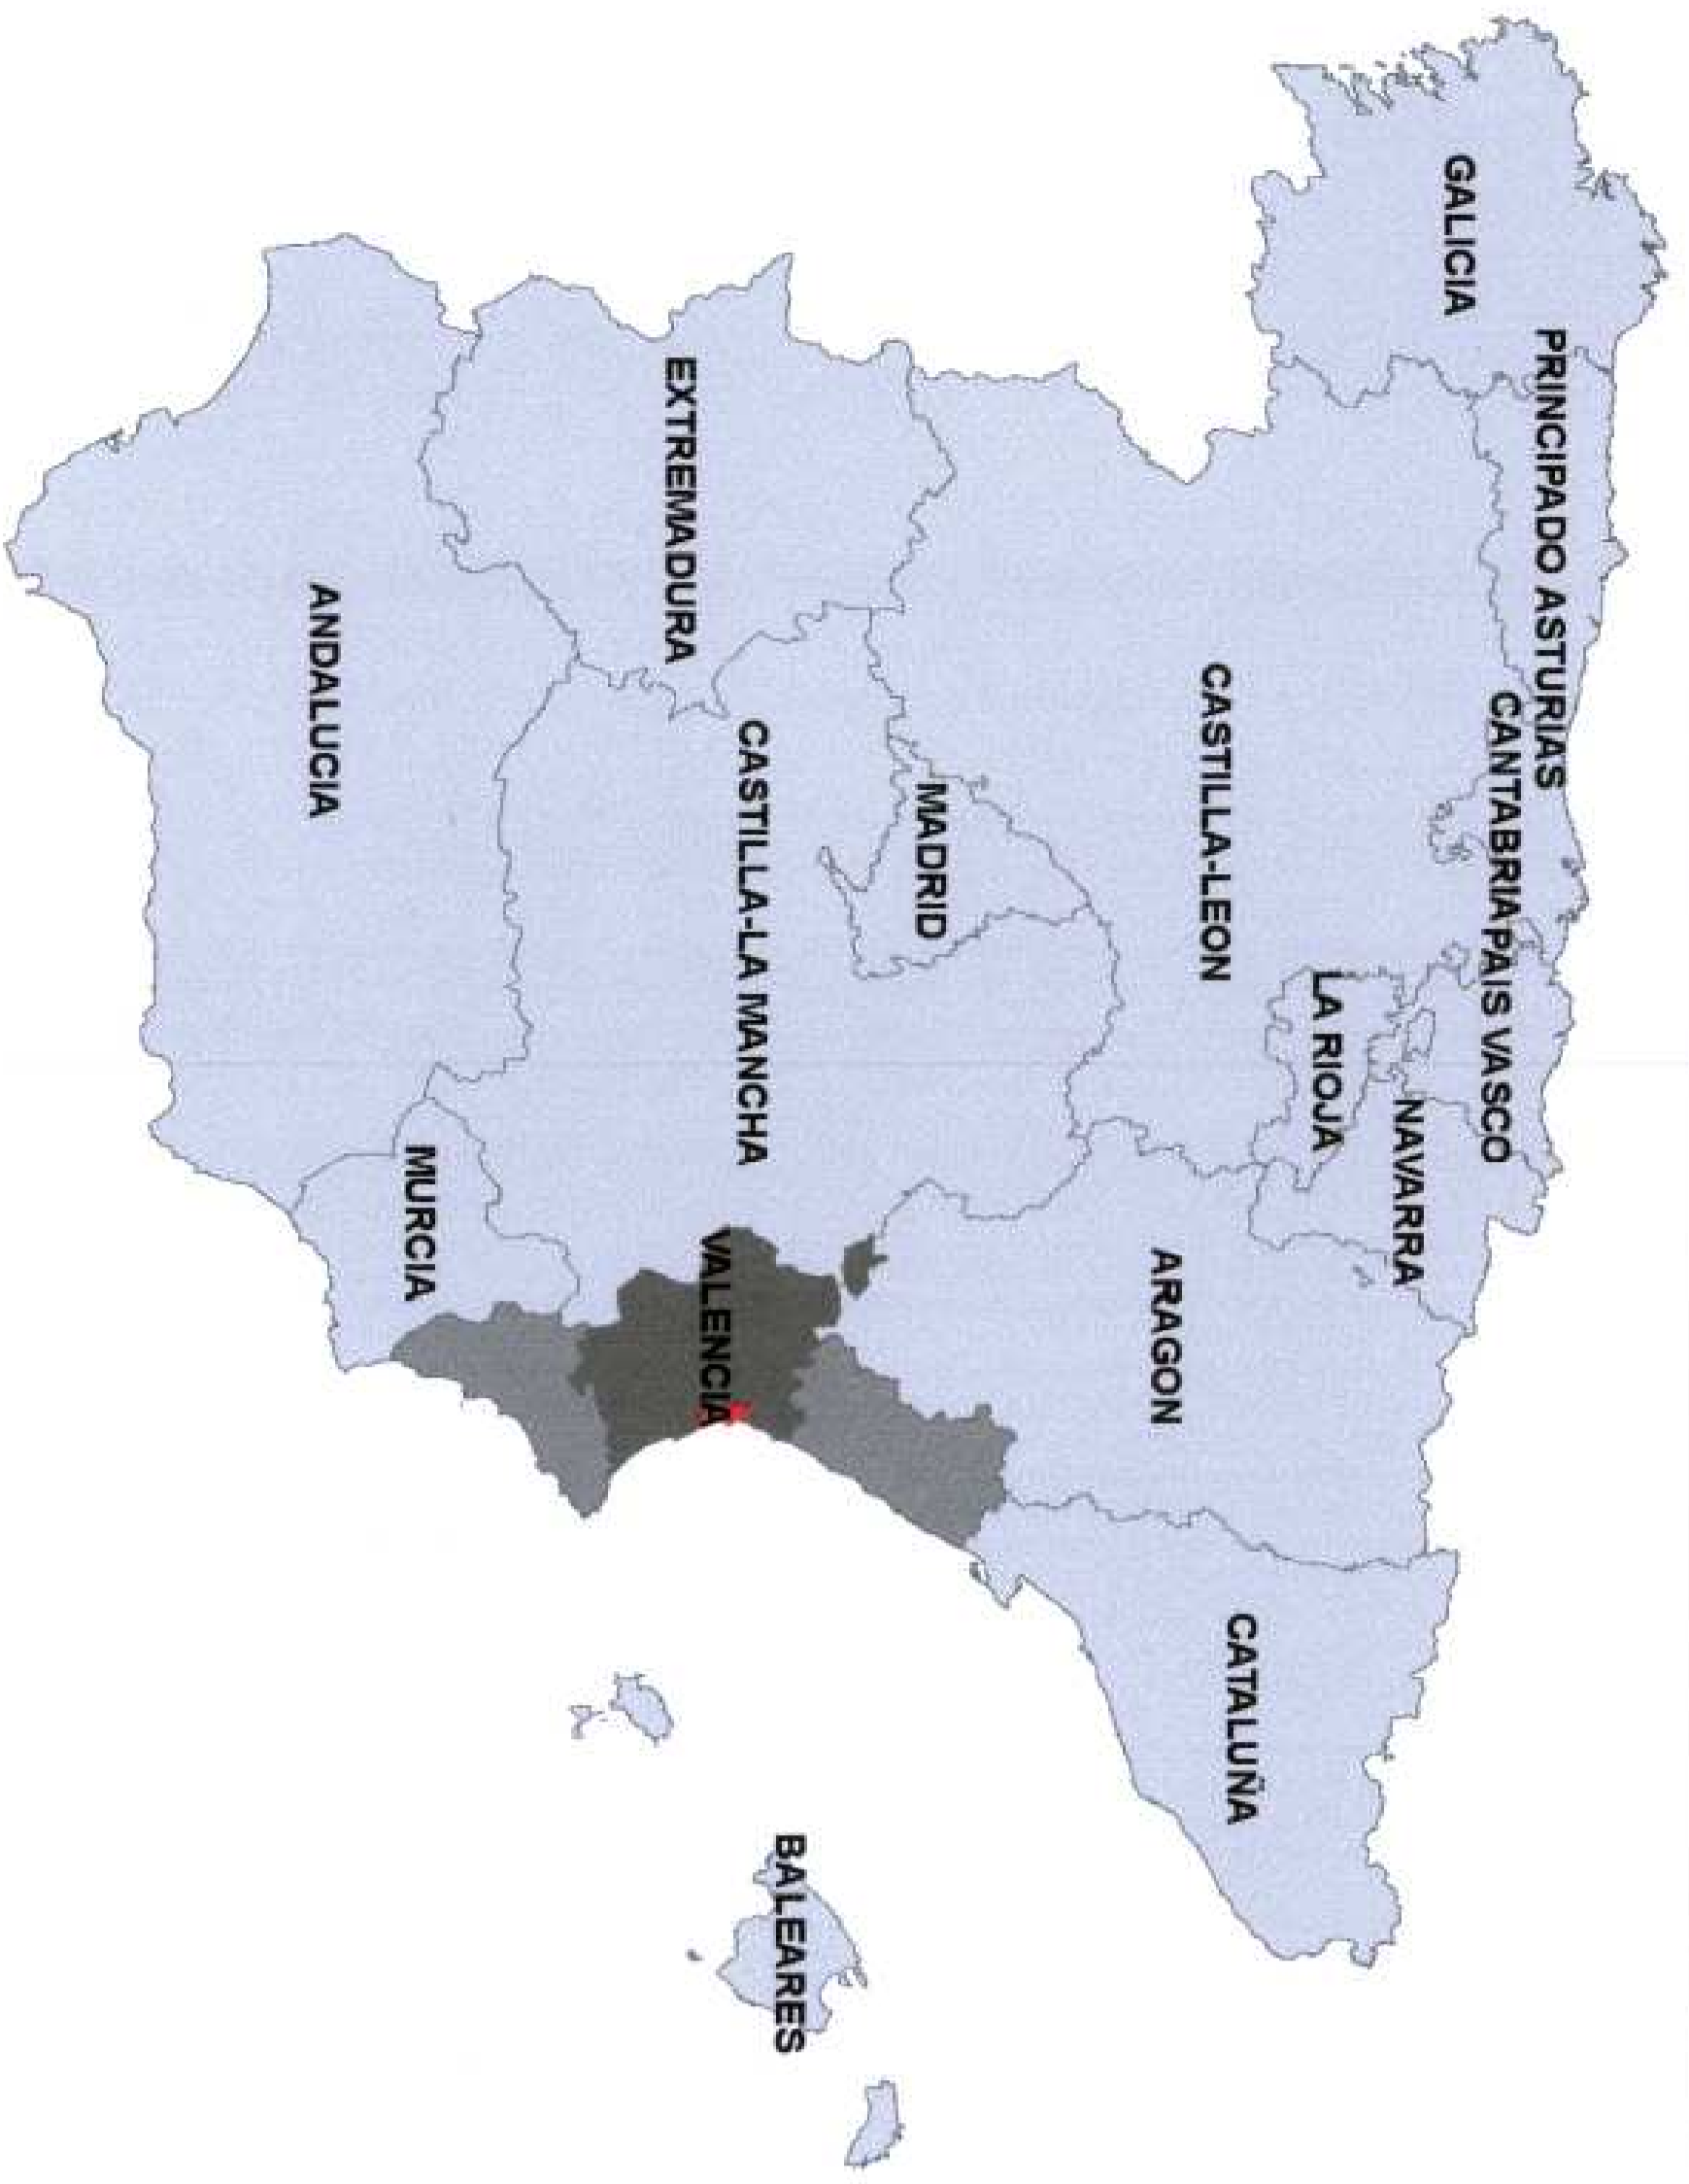 GALICIA
PRINCIPADO ASTURIAS
CANTABRIA
PAIS VASCO
NAVARRA
LA RIOJA
CASTILLA-LEON
ARAGON
CATALUÑA
MADRID
EXTREMADURA
CASTILLA-LA MANCHA
VALENCIA
BALEARES
ANDALUCIA
MURCIA